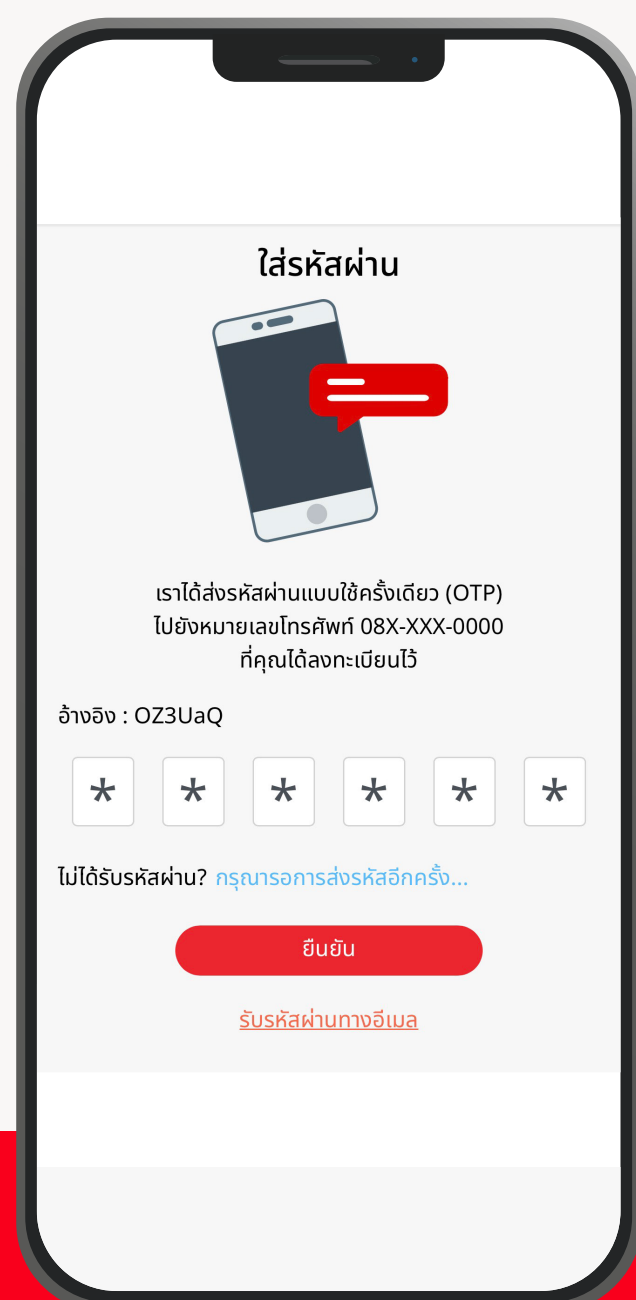 ใส่รหัสผ่าน
เราได้ส่งรหัสผ่านแบบใช้ครั้งเดียว (OTP)
ไปยังหมายเลขโทรศัพท์ 08X-XXX-0000
ที่คุณได้ลงทะเบียนไว้
อ้างอิง : OZ3UaQ
* * * * * *
ไม่ได้รับรหัสผ่าน? กรุณารอการส่งรหัสอีกครั้ง...
ยืนยัน
รับรหัสผ่านทางอีเมล